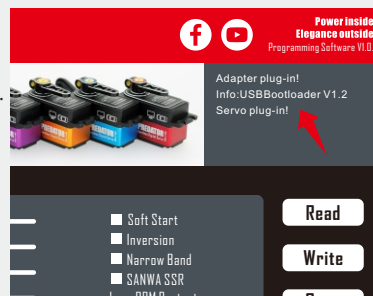 Power inside
Elegance outside
Programming Software V1.0.
Adapter plug-in!
Info:USBBootloader V1.2
Servo plug-in!
PREDATOR!
Soft Start
Inversion
Narrow Band
SANWA SSR
Read
Write